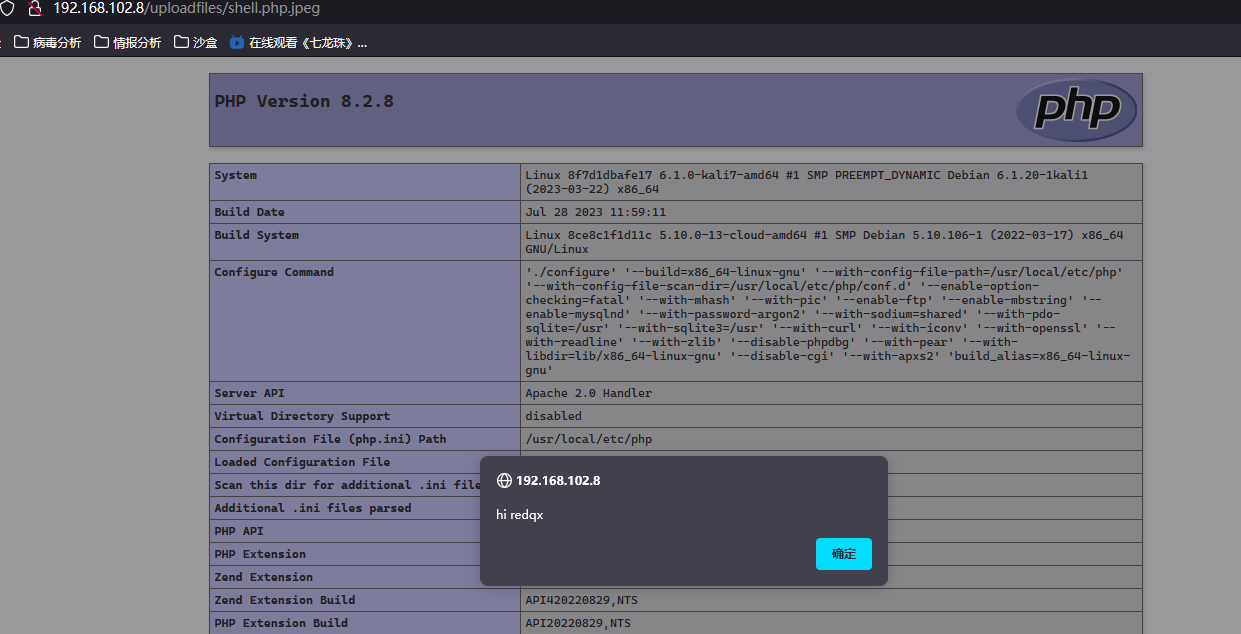 192.168.102.8/uploadfiles/shell.php.jpeg
病毒分析 情报分析 沙盒 在线观看《七龙珠》...
PHP Version 8.2.8
php
System
Linux 8f7d1dbafe17 6.1.0-kali7-amd64 #1 SMP PREEMPT_DYNAMIC Debian 6.1.20-1kali1
(2023-03-22) x86_64
Build Date
Jul 28 2023 11:59:11
Build System
Linux 8ce8c1f1d11c 5.10.0-13-cloud-amd64 #1 SMP Debian 5.10.106-1 (2022-03-17) x86_64
GNU/Linux
Configure Command
'./configure' '--build=x86_64-linux-gnu' '--with-config-file-path=/usr/local/etc/php'
'--with-config-file-scan-dir=/usr/local/etc/php/conf.d' '--enable-option-
checking=fatal' '--with-mhash' '--with-pic' '--enable-ftp' '--enable-mbstring' '--
enable-mysqlnd' '--with-password-argon2' '--with-sodium=shared' '--with-pdo-
sqlite=/usr' '--with-sqlite3=/usr' '--with-curl' '--with-iconv' '--with-openssl' '--
with-readline' '--with-zlib' '--disable-phpdbg' '--with-pear' '--with-
libdir=lib/x86_64-linux-gnu' '--disable-cgi' '--with-apxs2' 'build_alias=x86_64-linux-
gnu'
Server API
Apache 2.0 Handler
Virtual Directory Support
disabled
Configuration File (php.ini) Path
/usr/local/etc/php
Loaded Configuration File
Scan this dir for additional .ini file
Additional .ini files parsed
PHP API
PHP Extension
Zend Extension
Zend Extension Build
API420220829,NTS
PHP Extension Build
API20220829,NTS
192.168.102.8
hi redqx
确定